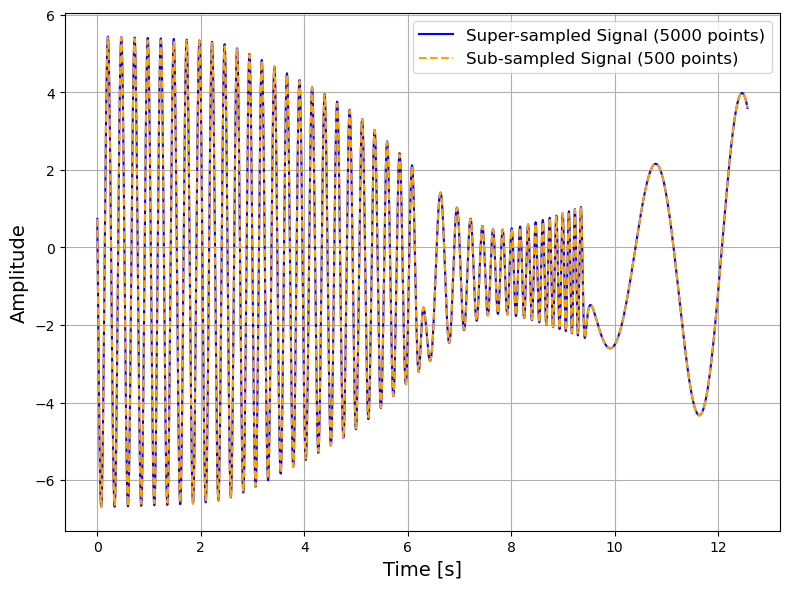 Super-sampled Signal (5000 points)
Sub-sampled Signal (500 points)
6
4
2
0
−2
−4
−6
Amplitude
0 2 4 6 8 10 12
Time [s]